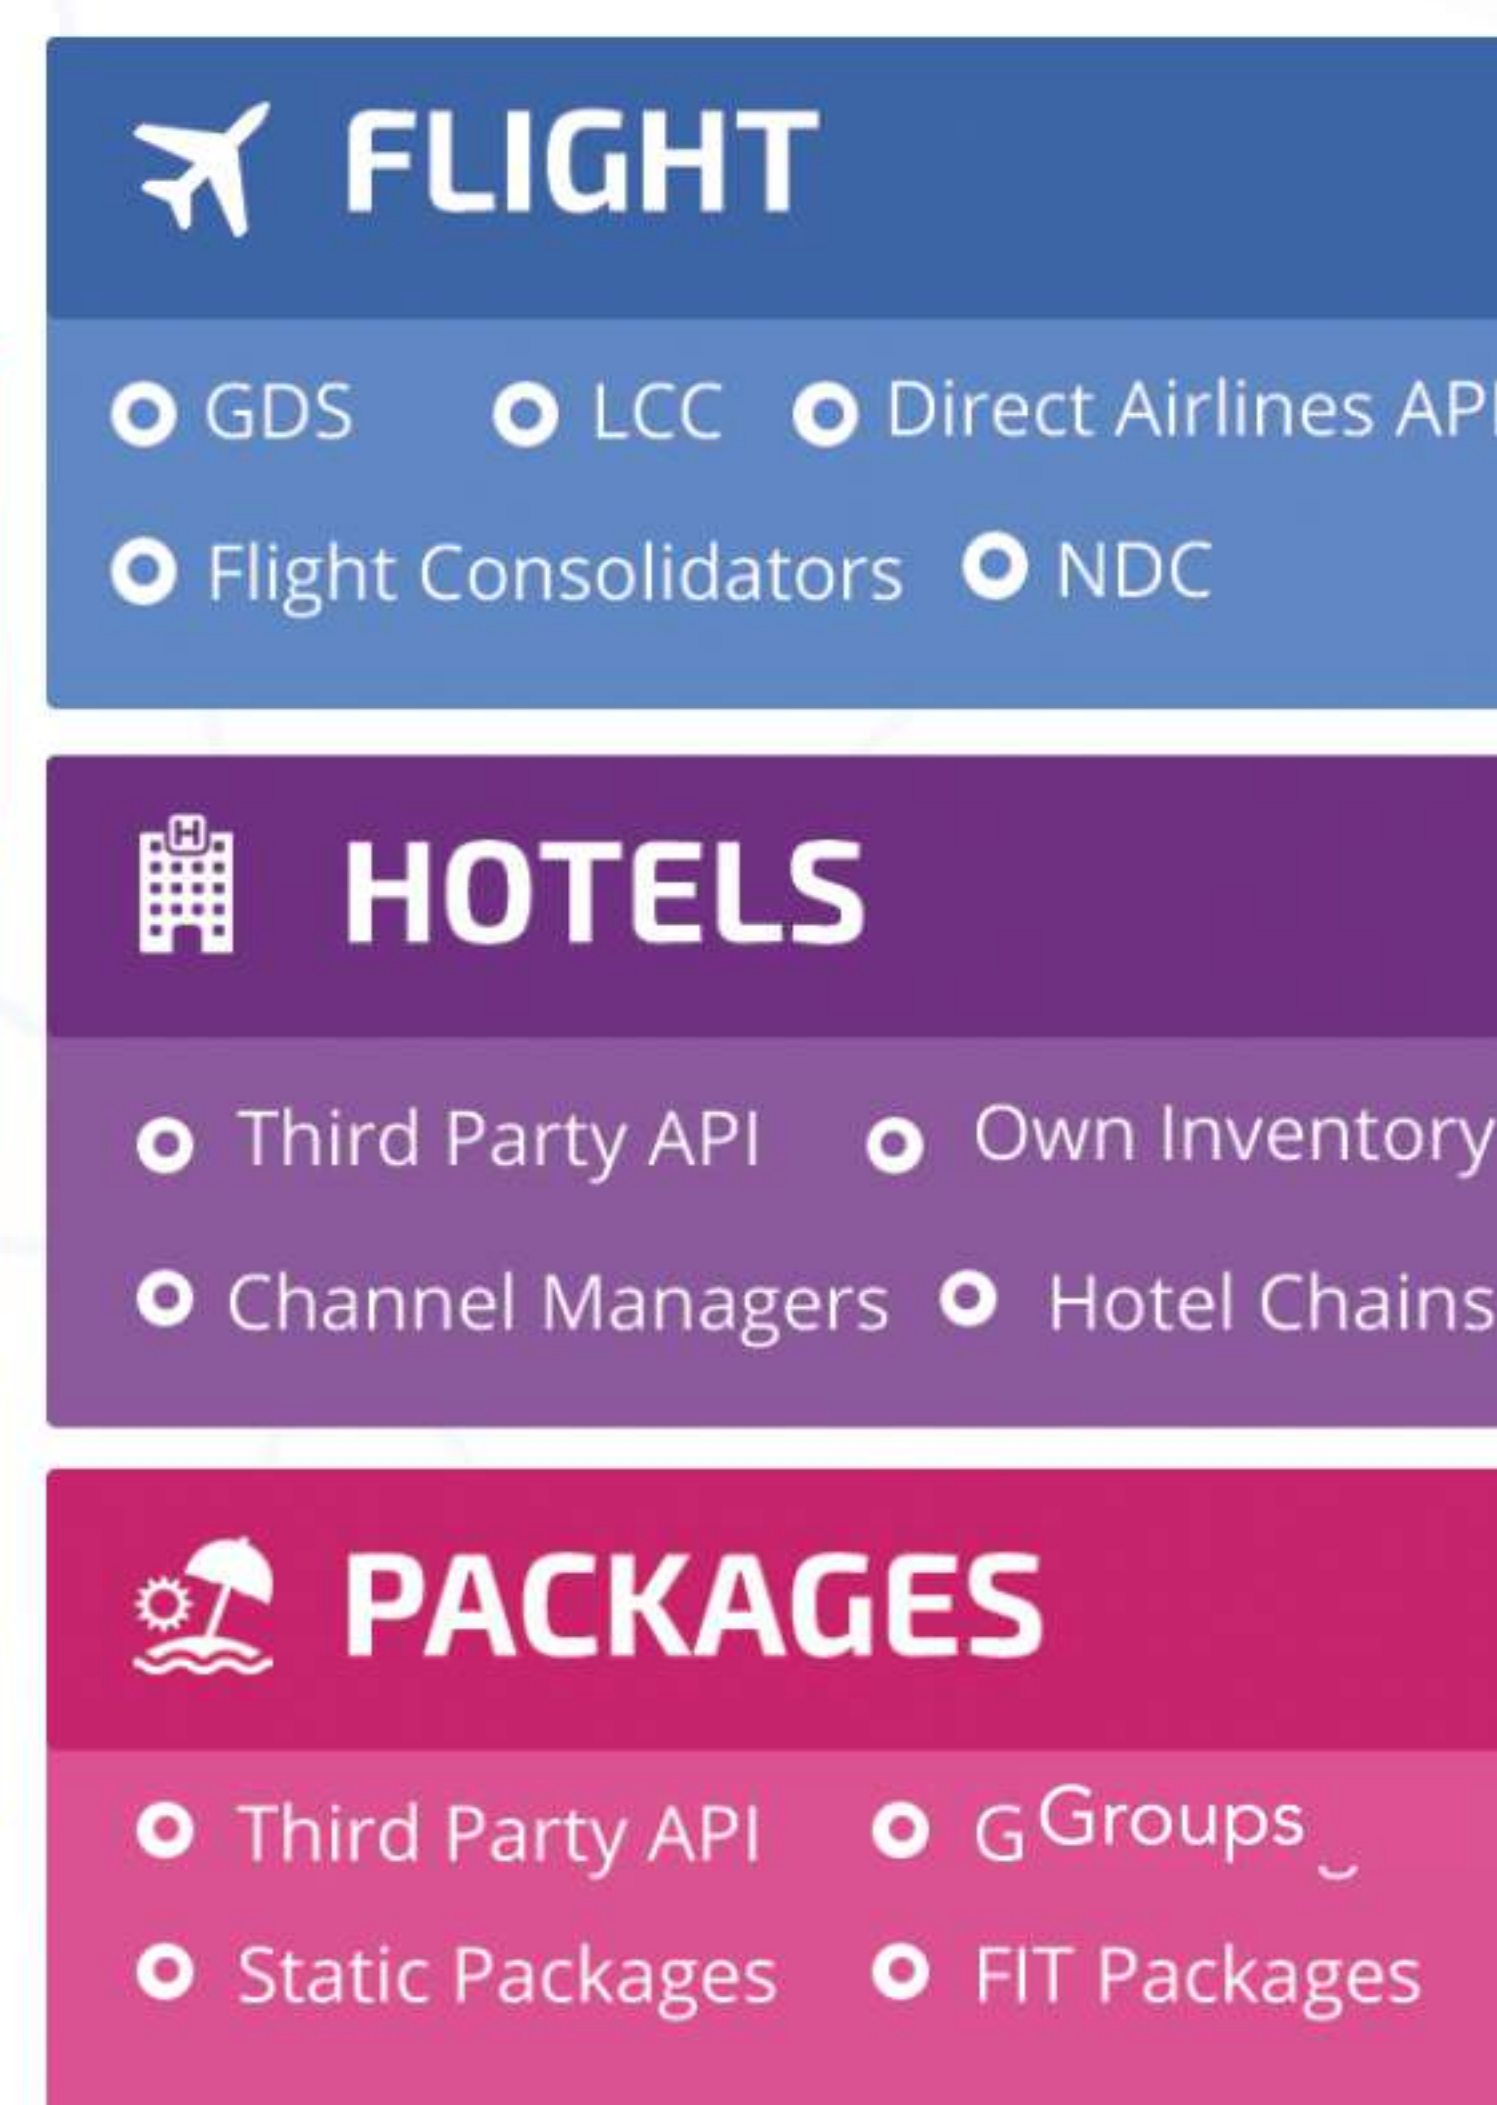 FLIGHT
GDS LCC Direct Airlines API
Flight Consolidators NDC
H
HOTELS
Third Party API Own Inventory
Channel Managers Hotel Chains
PACKAGES
Third Party API G Groups
Static Packages FIT Packages